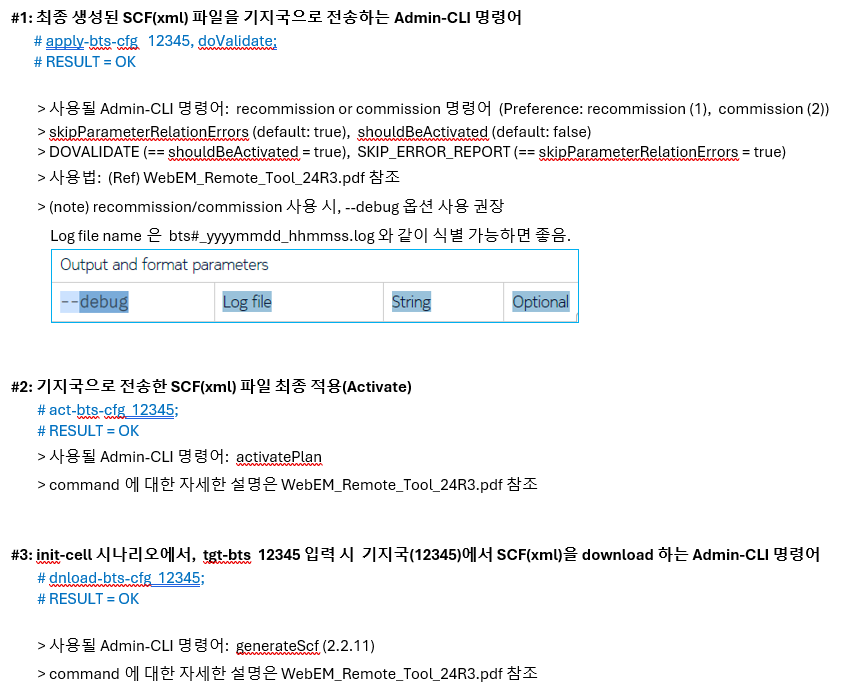 #1: 최종 생성된 SCF(xml) 파일을 기지국으로 전송하는 Admin-CLI 명령어
# apply-bts-cfg 12345, doValidate;
# RESULT = OK
> 사용될 Admin-CLI 명령어: recommission or commission 명령어 (Preference: recommission (1), commission (2))
> skipParameterRelationErrors (default: true), shouldBeActivated (default: false)
> DOVALIDATE (== shouldBeActivated = true), SKIP_ERROR_REPORT (== skipParameterRelationErrors = true)
> 사용법: (Ref) WebEM_Remote_Tool_24R3.pdf 참조
> (note) recommission/commission 사용 시, --debug 옵션 사용 권장
Log file name 은 bts#_yyyymmdd_hhmmss.log 와 같이 식별 가능하면 좋음.
Output and format parameters
--debug Log file String Optional
#2: 기지국으로 전송한 SCF(xml) 파일 최종 적용(Activate)
# act-bts-cfg 12345;
# RESULT = OK
> 사용될 Admin-CLI 명령어: activatePlan
> command 에 대한 자세한 설명은 WebEM_Remote_Tool_24R3.pdf 참조
#3: init-cell 시나리오에서, tgt-bts 12345 입력 시 기지국(12345)에서 SCF(xml)을 download 하는 Admin-CLI 명령어
# dnload-bts-cfg 12345;
# RESULT = OK
> 사용될 Admin-CLI 명령어: generateScf (2.2.11)
> command 에 대한 자세한 설명은 WebEM_Remote_Tool_24R3.pdf 참조